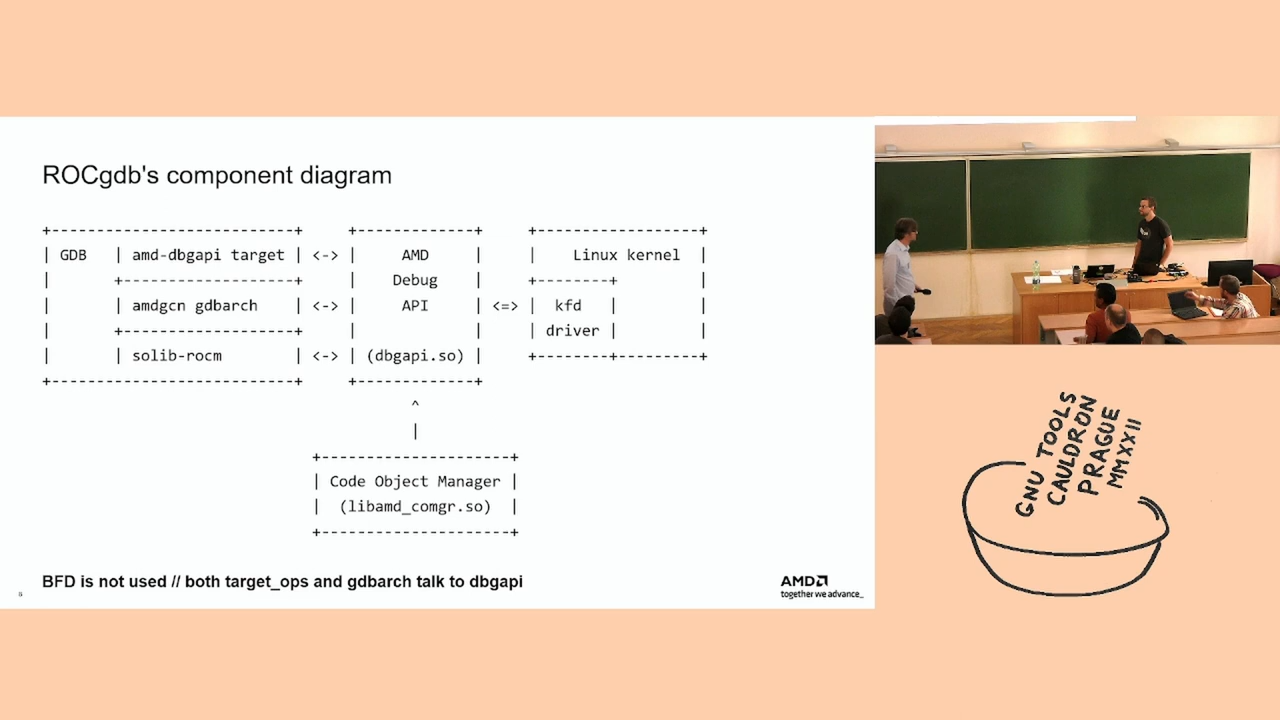 ROCgdb's component diagram
+-----------------------------+     +-------------+     +--------------------+
| GDB   | amd-dbgapi target | <-> |     AMD     |     |     Linux kernel   |
        +---------------------+     |    Debug    |     +--------+           |
|       | amdgcn gdbarch    | <-> |     API     | <=> |  kfd   |           |
|       +---------------------+     |             |     | driver |           |
|       | solib-rocm        | <-> | (dbgapi.so) |     +--------+-----------+
+-----------------------------+     +-------------+
^
|
+----------------------+
| Code Object Manager |
|  (libamd_comgr.so)  |
+----------------------+
BFD is not used // both target_ops and gdbarch talk to dbgapi
AMD
together we advance_
GNU TOOLS
CAULDRON
PRAGUE
MMXXII